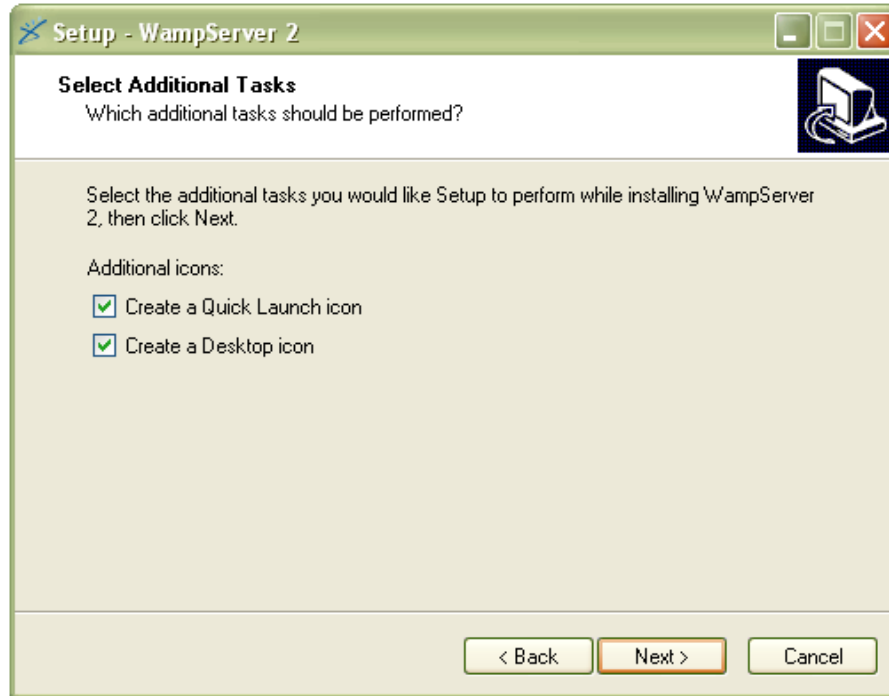 Setup - WampServer 2
Select Additional Tasks
Which additional tasks should be performed?
Select the additional tasks you would like Setup to perform while installing WampServer
2, then click Next.
Additional icons:
Create a Quick Launch icon
Create a Desktop icon
< Back
Next >
Cancel